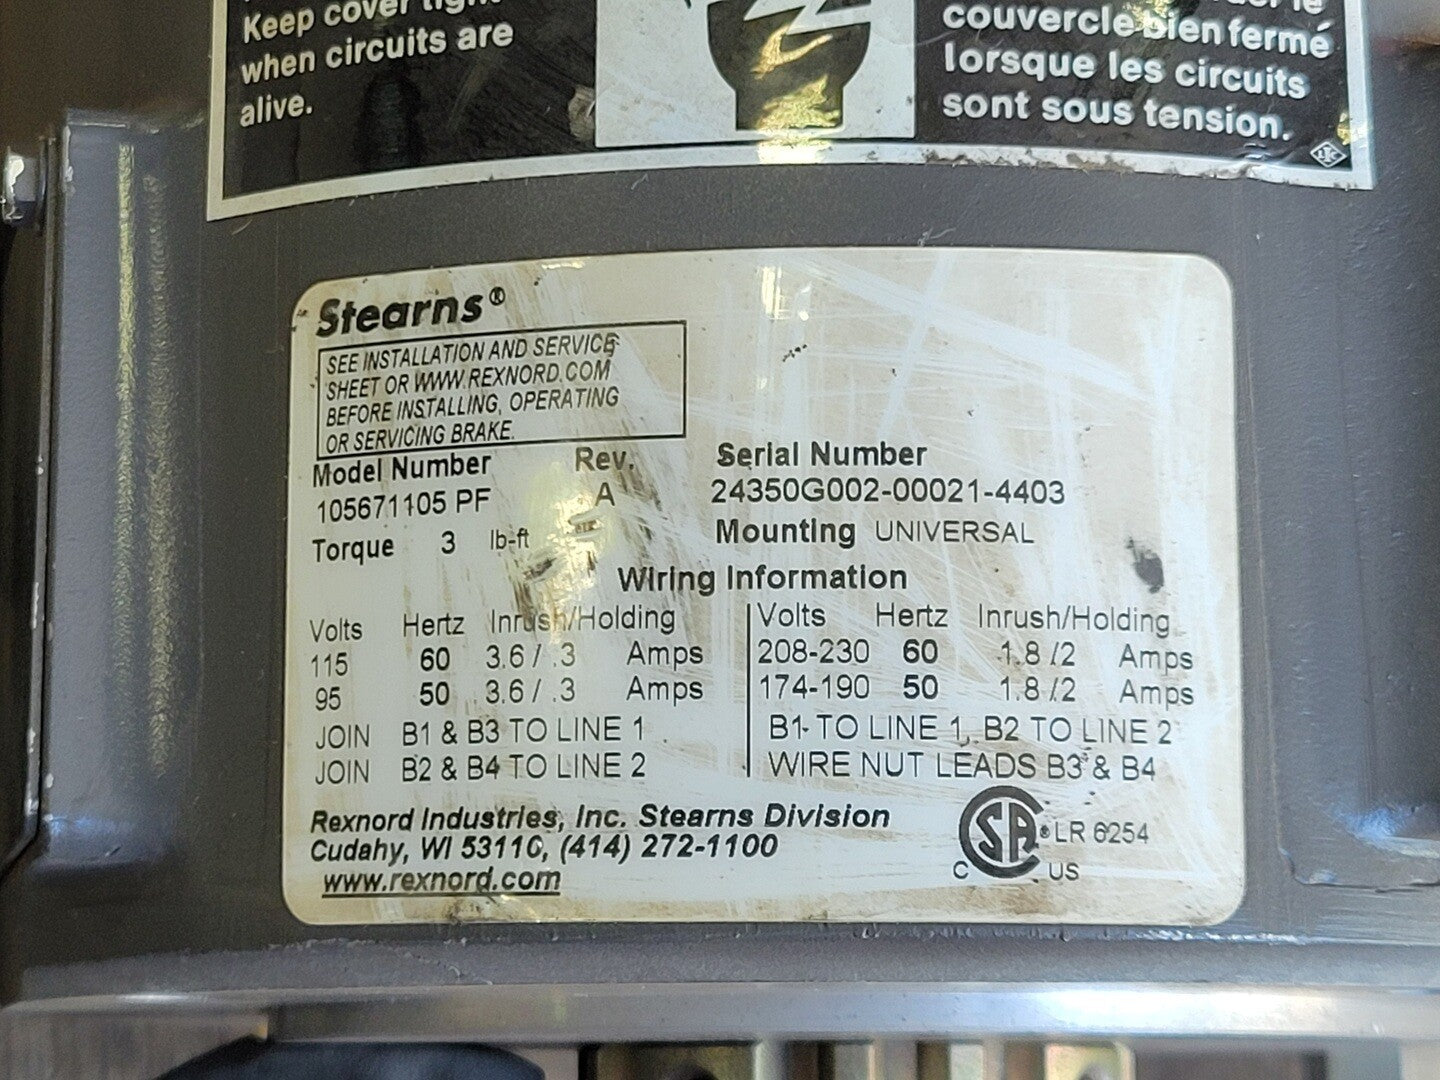 Keep cover
when circuits are
alive.
le
couvercle bien fermé
lorsque les circuits
sont sous tension.
Stearns®
SEE INSTALLATION AND SERVICE
SHEET OR WWW.REXNORD.COM
BEFORE INSTALLING, OPERATING
OR SERVICING BRAKE.
Model Number Rev. Serial Number
105671105 PF A 24350G002-00021-4403
Torque 3 lb-ft Mounting UNIVERSAL
Wiring Information
Volts Hertz Inrush/Holding Volts Hertz Inrush/Holding
115 60 3.6 / .3 Amps 208-230 60 1.8 /2 Amps
95 50 3.6 / .3 Amps 174-190 50 1.8 /2 Amps
JOIN B1 & B3 TO LINE 1 B1 TO LINE 1, B2 TO LINE 2
JOIN B2 & B4 TO LINE 2 WIRE NUT LEADS B3 & B4
Rexnord Industries, Inc. Stearns Division
Cudahy, WI 53110, (414) 272-1100
www.rexnord.com
CSA® LR 6254
C US